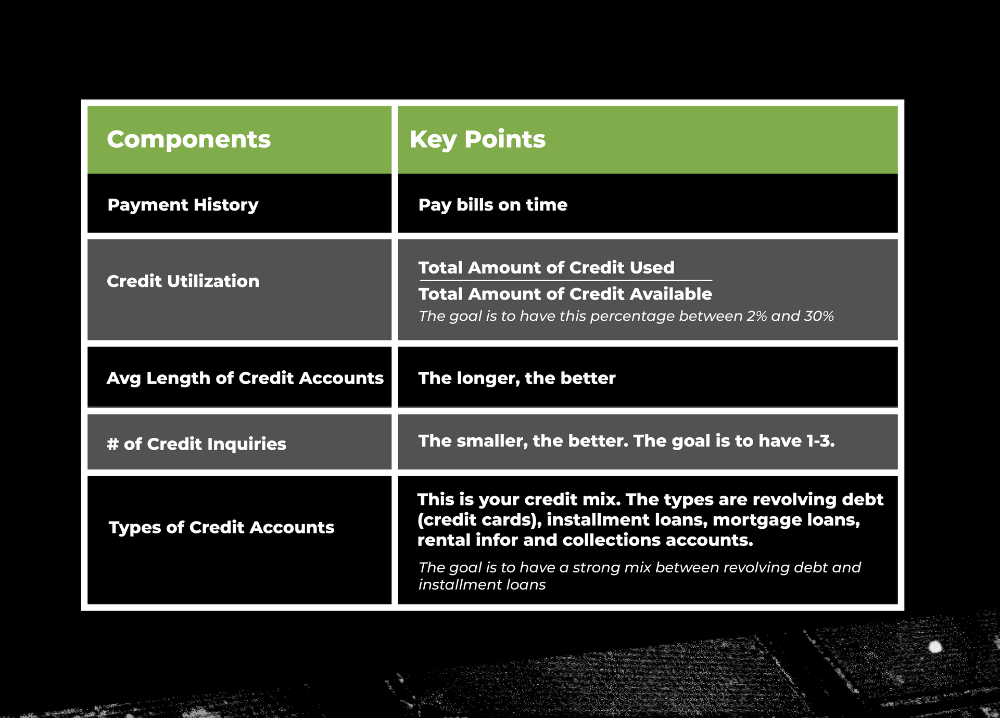 Components
Key Points
Payment History
Pay bills on time
Credit Utilization
Total Amount of Credit Used
Total Amount of Credit Available
The goal is to have this percentage between 2% and 30%
Avg Length of Credit Accounts
The longer, the better
# of Credit Inquiries
The smaller, the better. The goal is to have 1-3.
Types of Credit Accounts
This is your credit mix. The types are revolving debt
(credit cards), installment loans, mortgage loans,
rental infor and collections accounts.
The goal is to have a strong mix between revolving debt and
installment loans